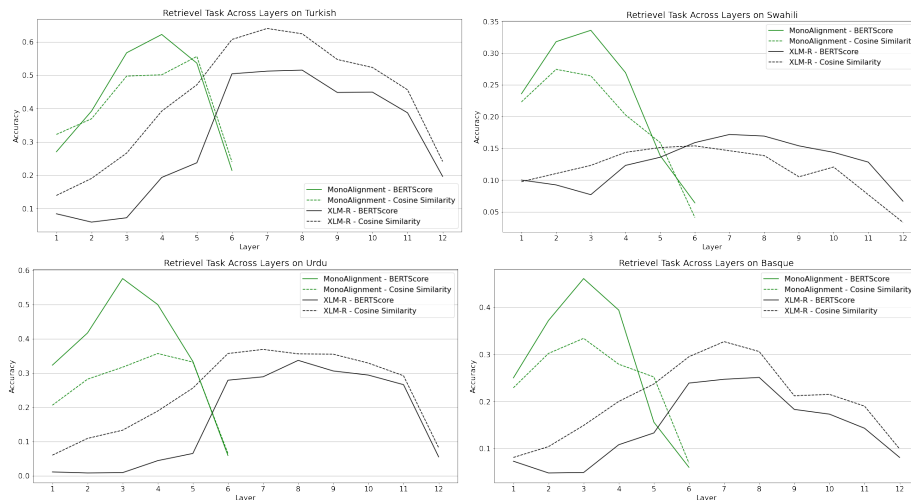 Retrievel Task Across Layers on Turkish
Accuracy
0.6
0.5
0.4
0.3
0.2
0.1
MonoAlignment - BERTScore
MonoAlignment - Cosine Similarity
XLM-R - BERTScore
XLM-R - Cosine Similarity
1 2 3 4 5 6 7 8 9 10 11 12
Layer
Retrievel Task Across Layers on Swahili
Accuracy
0.35
0.30
0.25
0.20
0.15
0.10
0.05
MonoAlignment - BERTScore
MonoAlignment - Cosine Similarity
XLM-R - BERTScore
XLM-R - Cosine Similarity
1 2 3 4 5 6 7 8 9 10 11 12
Layer
Retrievel Task Across Layers on Urdu
Accuracy
0.6
0.5
0.4
0.3
0.2
0.1
0.0
MonoAlignment - BERTScore
MonoAlignment - Cosine Similarity
XLM-R - BERTScore
XLM-R - Cosine Similarity
1 2 3 4 5 6 7 8 9 10 11 12
Layer
Retrievel Task Across Layers on Basque
Accuracy
0.4
0.3
0.2
0.1
MonoAlignment - BERTScore
MonoAlignment - Cosine Similarity
XLM-R - BERTScore
XLM-R - Cosine Similarity
1 2 3 4 5 6 7 8 9 10 11 12
Layer